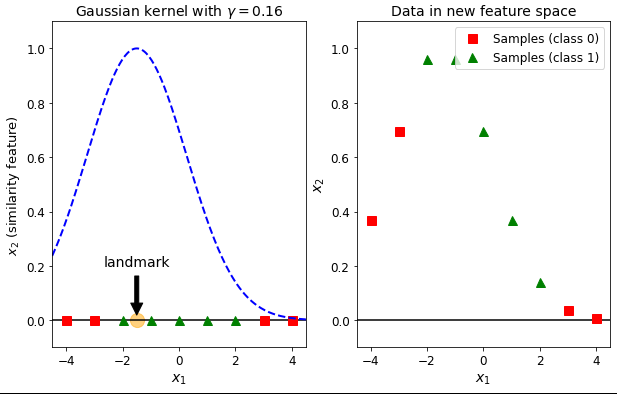 Gaussian kernel with γ = 0.16
x₂ (similarity feature)
1.0
0.8
0.6
0.4
0.2
0.0
landmark
−4
−2
0
2
4
x₁
Data in new feature space
x₂
1.0
0.8
0.6
0.4
0.2
0.0
Samples (class 0)
Samples (class 1)
−4
−2
0
2
4
x₁